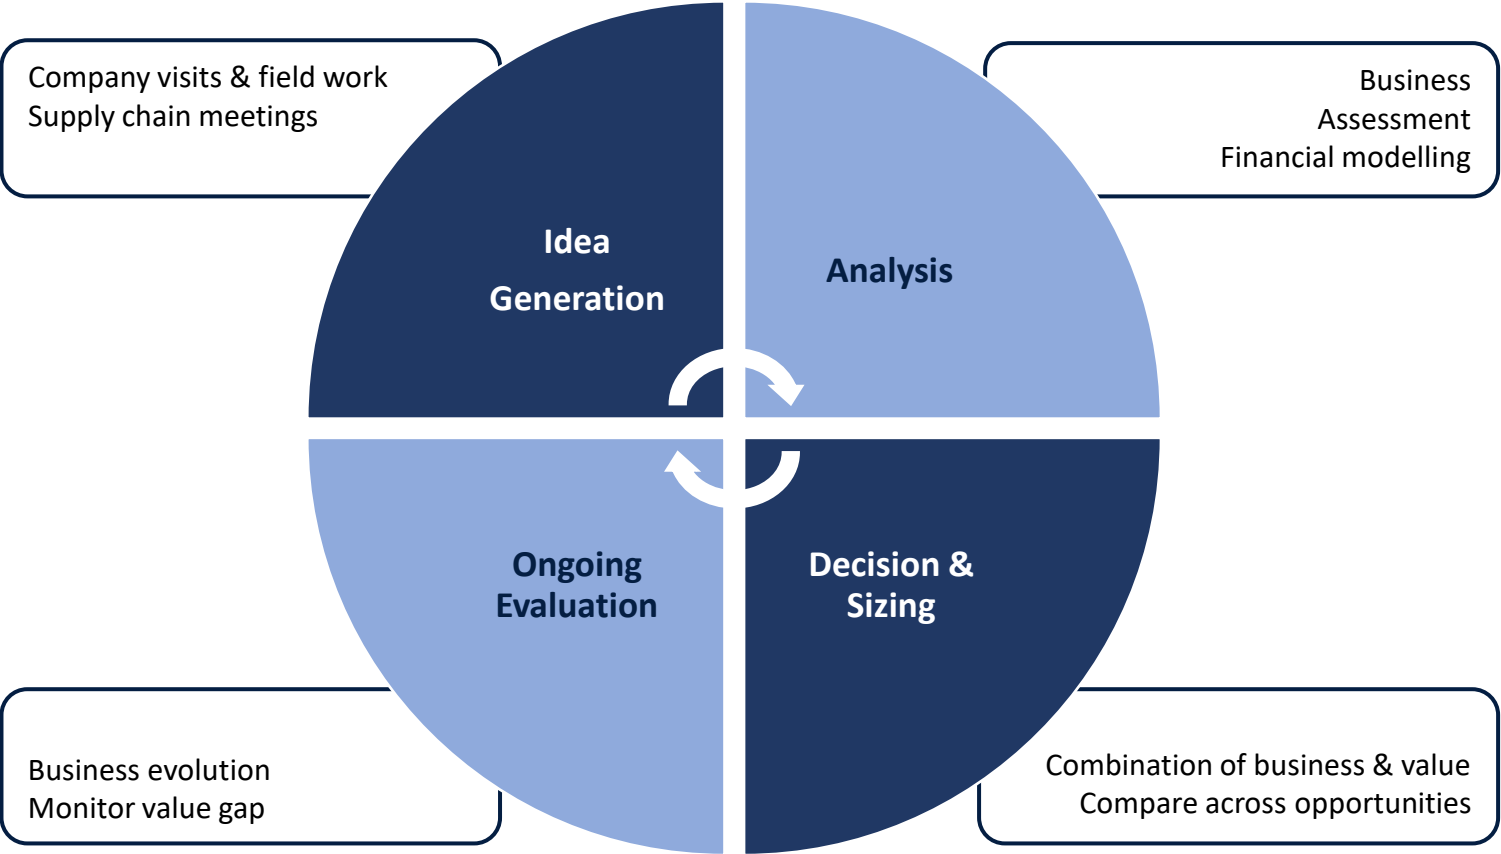 Company visits & field work
Supply chain meetings
Business
Assessment
Financial modelling
Idea
Generation
Analysis
Ongoing
Evaluation
Decision &
Sizing
Business evolution
Monitor value gap
Combination of business & value
Compare across opportunities